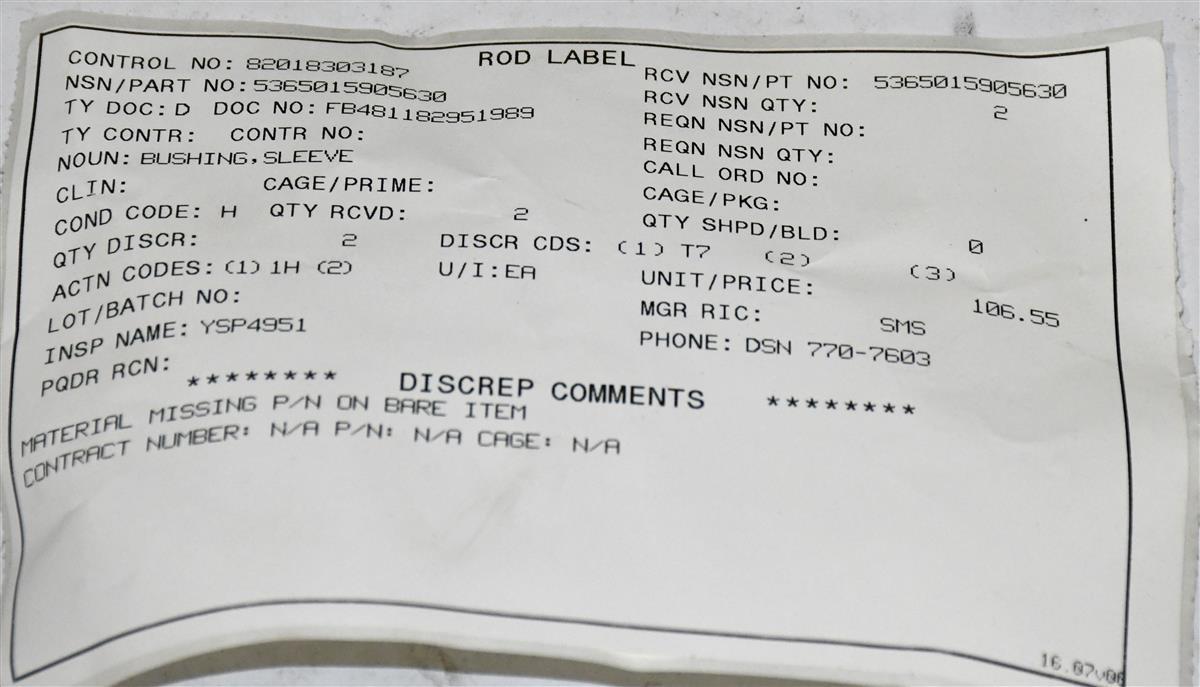 ROD LABEL
CONTROL NO: 82018303187
NSN/PART NO: 5365015905630
TY DOC: D DOC NO: FB481182951989
TY CONTR: CONTR NO:
NOUN: BUSHING, SLEEVE
CLIN: CAGE/PRIME:
COND CODE: H QTY RCVD: 2
QTY DISCR: 2 DISCR CDS: (1) T7 (2) (3)
ACTN CODES: (1) 1H (2) U/I: EA
LOT/BATCH NO:
INSP NAME: YSP4951
PQDR RCN:
RCV NSN/PT NO: 5365015905630
RCV NSN QTY: 2
REQN NSN/PT NO:
REQN NSN QTY:
CALL ORD NO:
CAGE/PKG:
QTY SHPD/BLD: 0
UNIT/PRICE: 106.55
MGR RIC: SMS
PHONE: DSN 770-7603
******** DISCREP COMMENTS ********
MATERIAL MISSING P/N ON BARE ITEM
CONTRACT NUMBER: N/A P/N: N/A CAGE: N/A